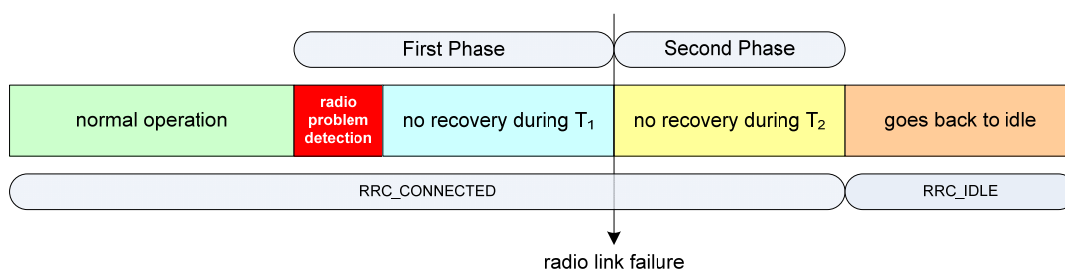 First Phase
Second Phase
normal operation
radio
problem
detection
no recovery during T₁
no recovery during T₂
goes back to idle
RRC_CONNECTED
RRC_IDLE
radio link failure